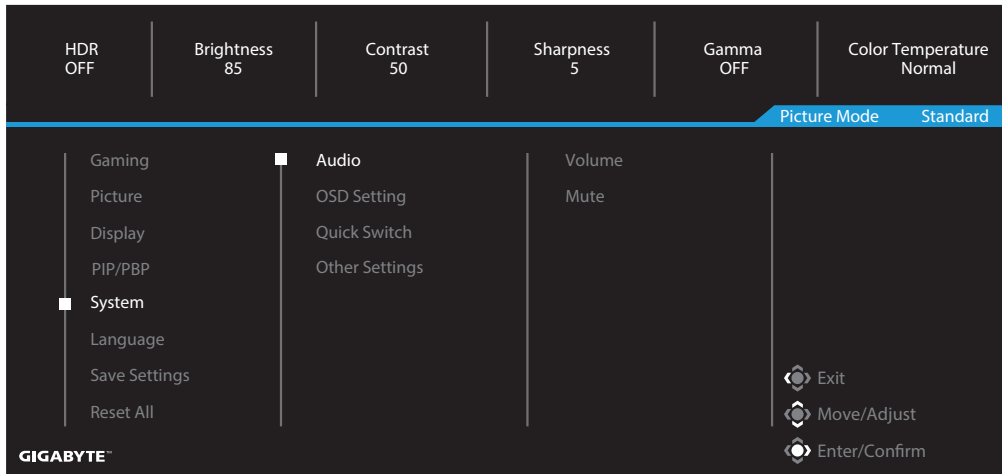 HDR
OFF
Brightness
85
Contrast
50
Sharpness
5
Gamma
OFF
Color Temperature
Normal
Picture Mode Standard
Gaming
Picture
Display
PIP/PBP
System
Language
Save Settings
Reset All
Audio
OSD Setting
Quick Switch
Other Settings
Volume
Mute
Exit
Move/Adjust
Enter/Confirm
GIGABYTE™